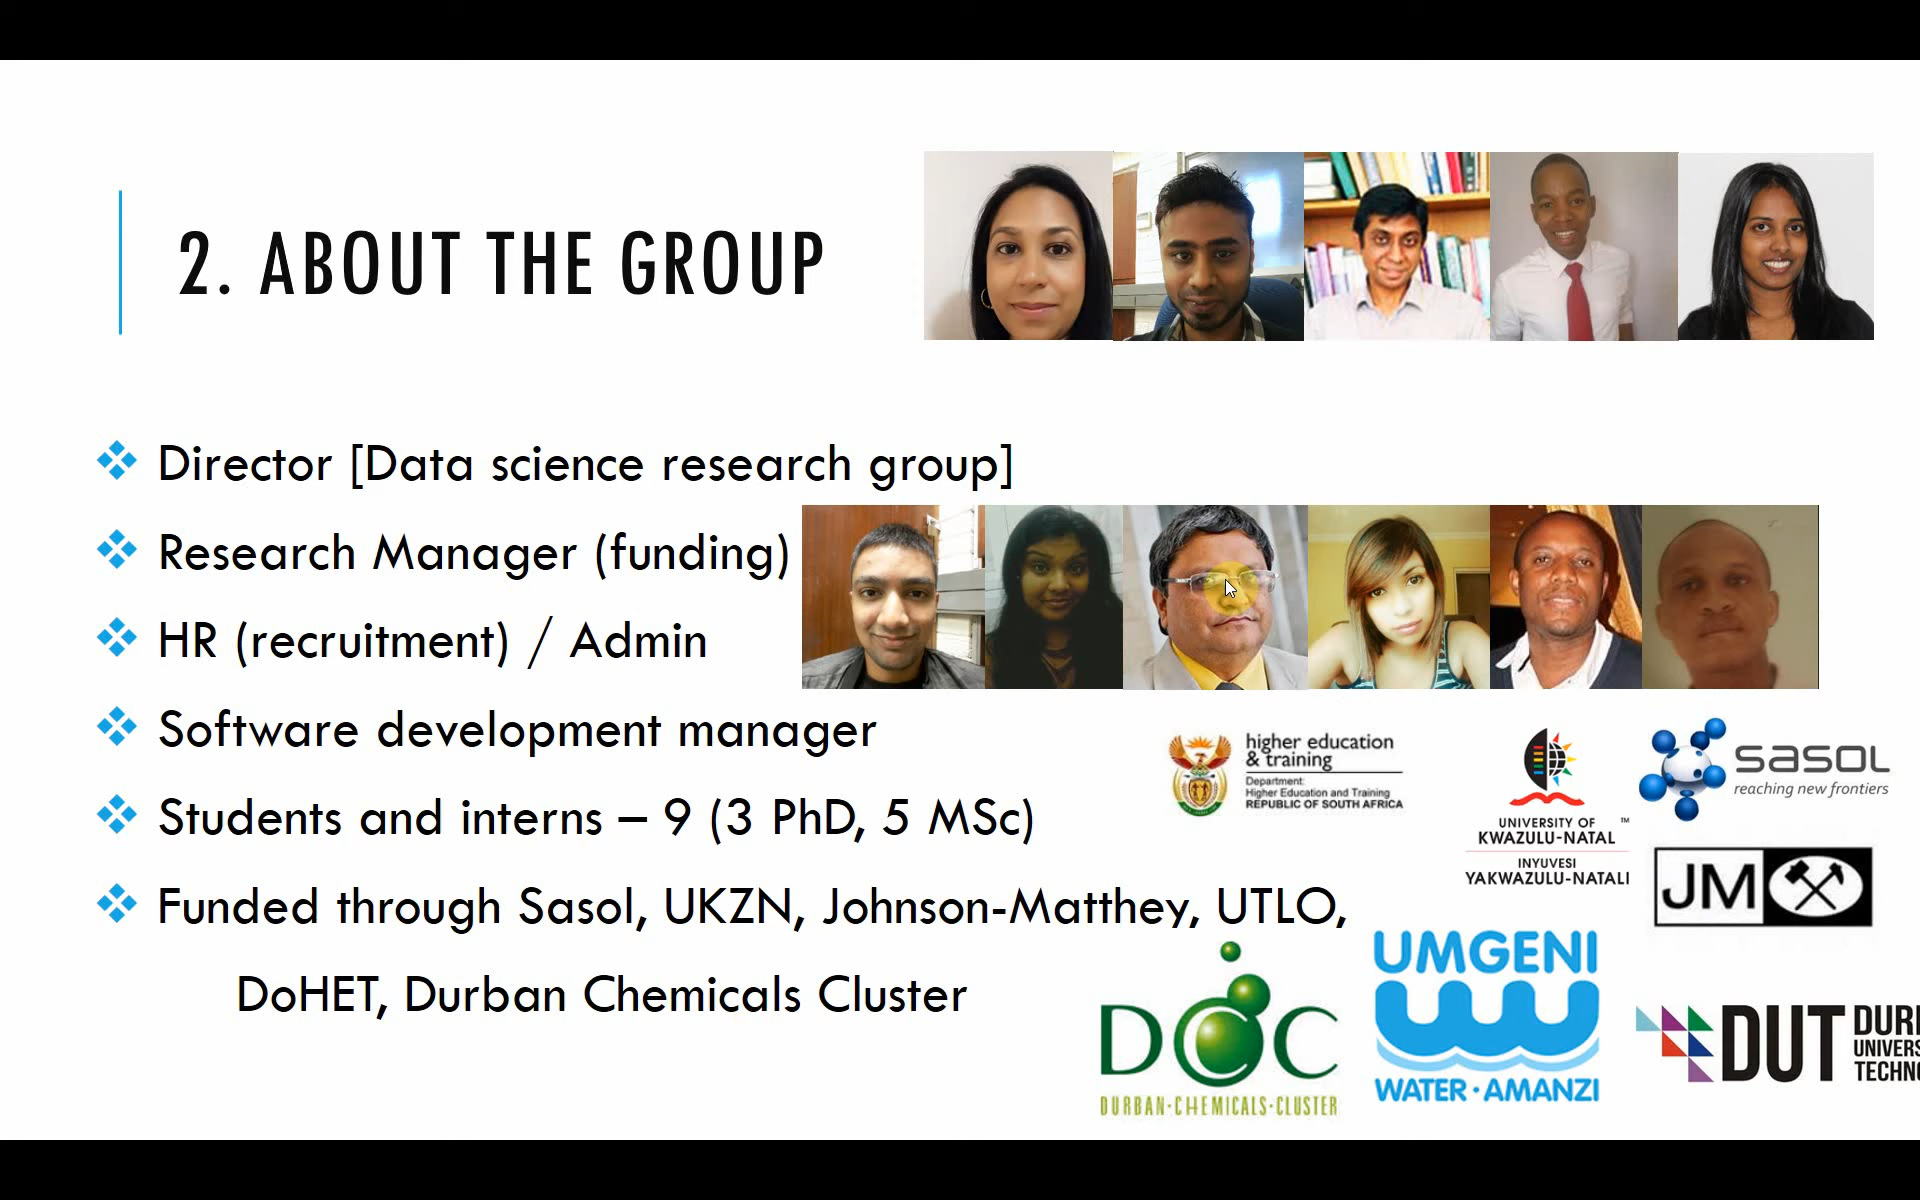 2. ABOUT THE GROUP
❖ Director [Data science research group]
❖ Research Manager (funding)
❖ HR (recruitment) / Admin
❖ Software development manager
❖ Students and interns – 9 (3 PhD, 5 MSc)
❖ Funded through Sasol, UKZN, Johnson-Matthey, UTLO,
DoHET, Durban Chemicals Cluster
higher education
& training
Department:
Higher Education and Training
REPUBLIC OF SOUTH AFRICA
UNIVERSITY OF ™
KWAZULU-NATAL
INYUVESI
YAKWAZULU-NATALI
sasol
reaching new frontiers
JM
DCC
DURBAN·CHEMICALS·CLUSTER
UMGENI
WATER·AMANZI
DUT